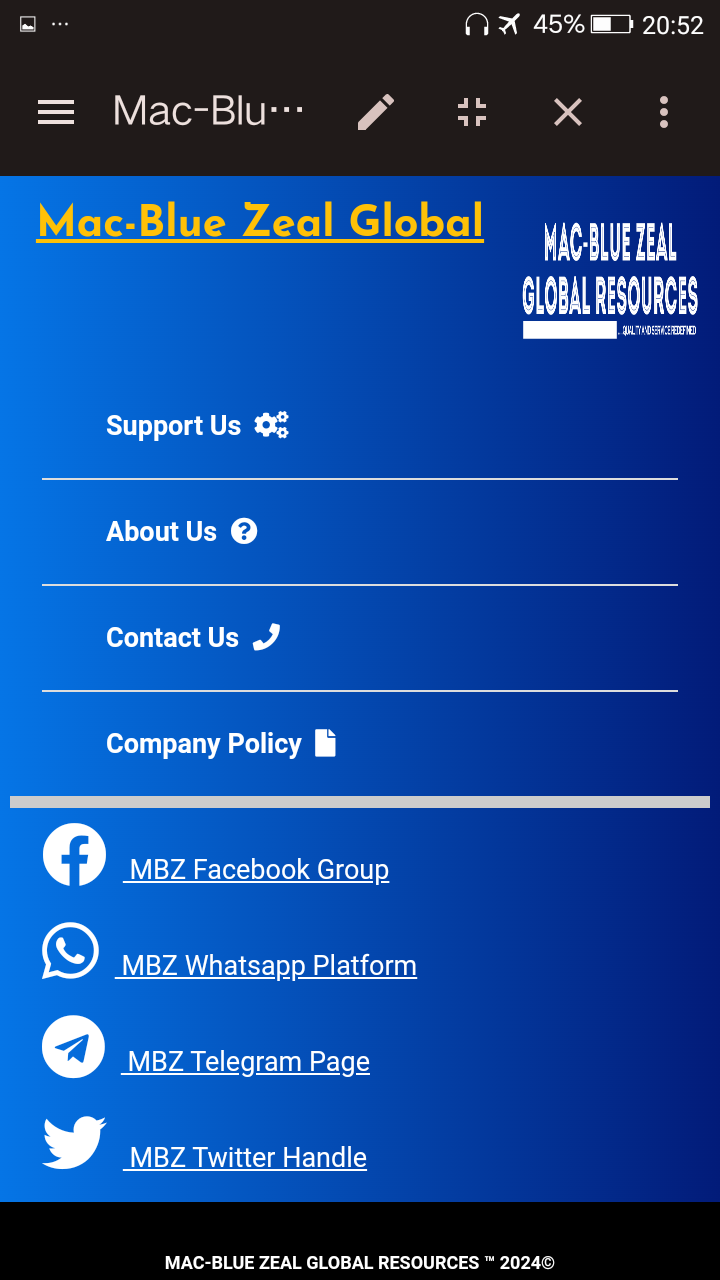 45% 20:52
Mac-Blu…
Mac-Blue Zeal Global
MAC-BLUE ZEAL
GLOBAL RESOURCES
... QUALITY AND SERVICE REDEFINED
Support Us
About Us
Contact Us
Company Policy
MBZ Facebook Group
MBZ Whatsapp Platform
MBZ Telegram Page
MBZ Twitter Handle
MAC-BLUE ZEAL GLOBAL RESOURCES ™ 2024©